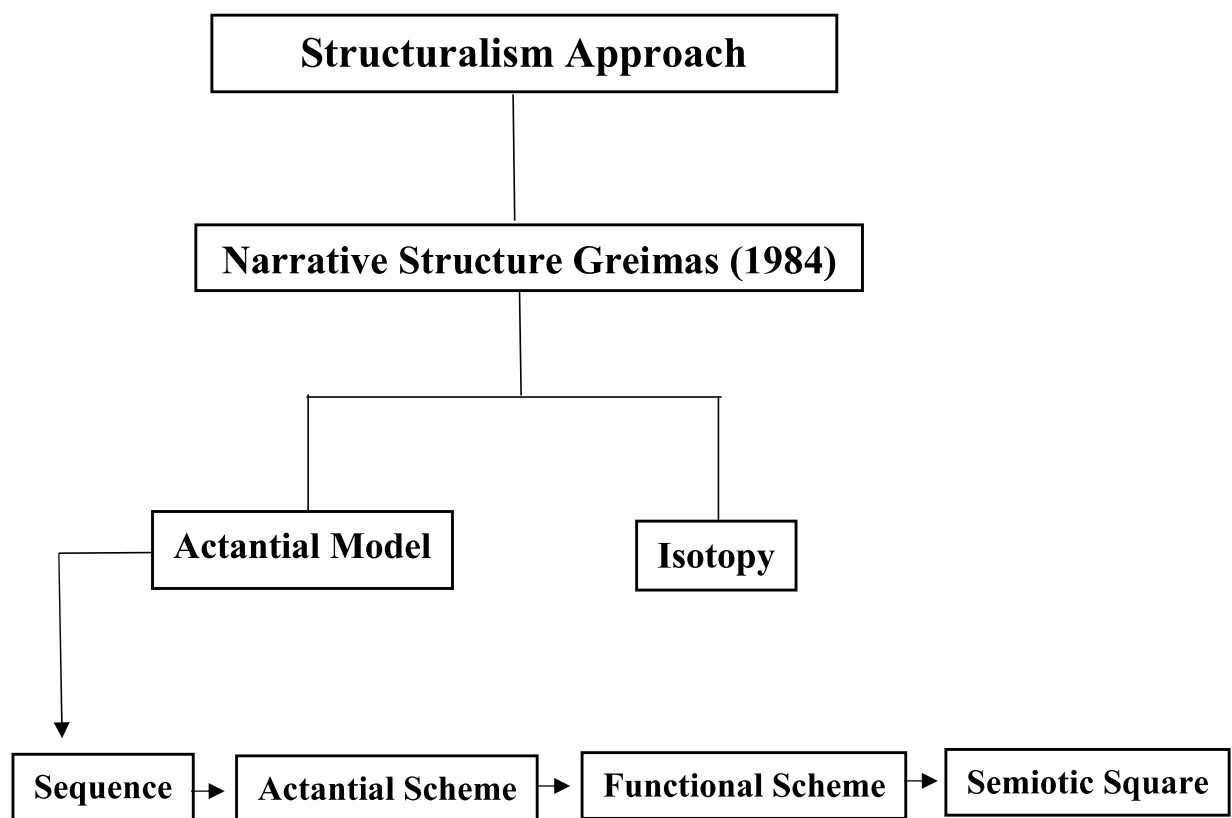 Structuralism Approach
Narrative Structure Greimas (1984)
Actantial Model
Isotopy
Sequence
Actantial Scheme
Functional Scheme
Semiotic Square